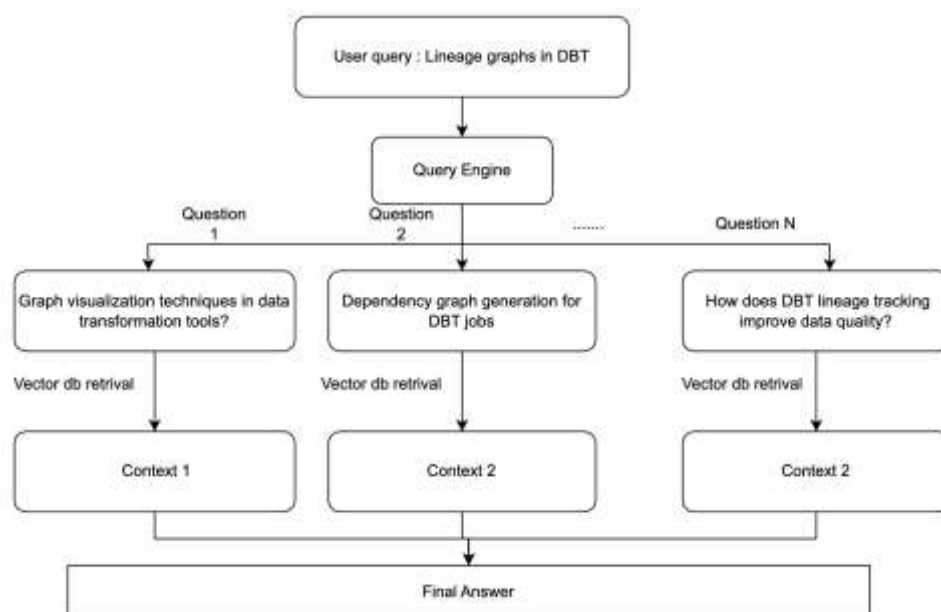 User query : Lineage graphs in DBT
Query Engine
Question
1
Question
2
.......
Question N
Graph visualization techniques in data
transformation tools?
Dependency graph generation for
DBT jobs
How does DBT lineage tracking
improve data quality?
Vector db retrival
Vector db retrival
Vector db retrival
Context 1
Context 2
Context 2
Final Answer